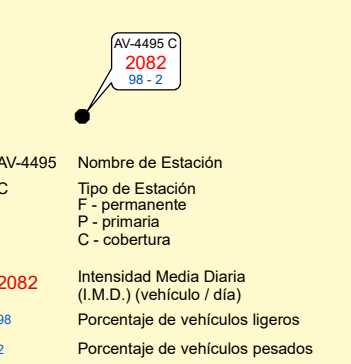 AV-4495 C
2082
98 - 2
AV-4495 Nombre de Estación
C Tipo de Estación
F - permanente
P - primaria
C - cobertura
2082 Intensidad Media Diaria
(I.M.D.) (vehículo / día)
98 Porcentaje de vehículos ligeros
2 Porcentaje de vehículos pesados